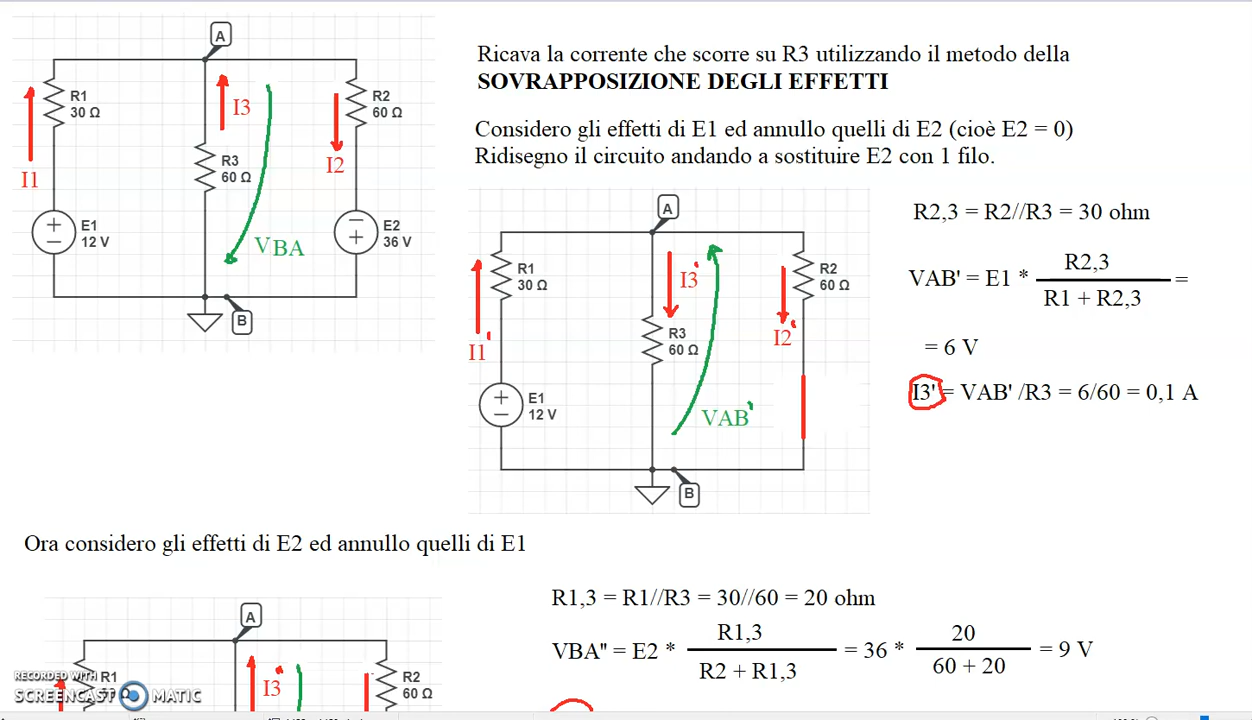 A
R1
30 Ω
I3
R2
60 Ω
R3
60 Ω
I2
I1
+
−
E1
12 V
VBA
−
+
E2
36 V
B
Ricava la corrente che scorre su R3 utilizzando il metodo della
SOVRAPPOSIZIONE DEGLI EFFETTI
Considero gli effetti di E1 ed annullo quelli di E2 (cioè E2 = 0)
Ridisegno il circuito andando a sostituire E2 con 1 filo.
A
R1
30 Ω
I3'
R2
60 Ω
R3
60 Ω
I2'
I1'
+
−
E1
12 V
VAB'
B
R2,3 = R2//R3 = 30 ohm
VAB' = E1 * R2,3 / R1 + R2,3 =
= 6 V
I3' = VAB' /R3 = 6/60 = 0,1 A
Ora considero gli effetti di E2 ed annullo quelli di E1
A
R1
I3"
R2
60 Ω
RECORDED WITH
SCREENCAST MATIC
R1,3 = R1//R3 = 30//60 = 20 ohm
VBA" = E2 * R1,3 / R2 + R1,3 = 36 * 20 / 60 + 20 = 9 V